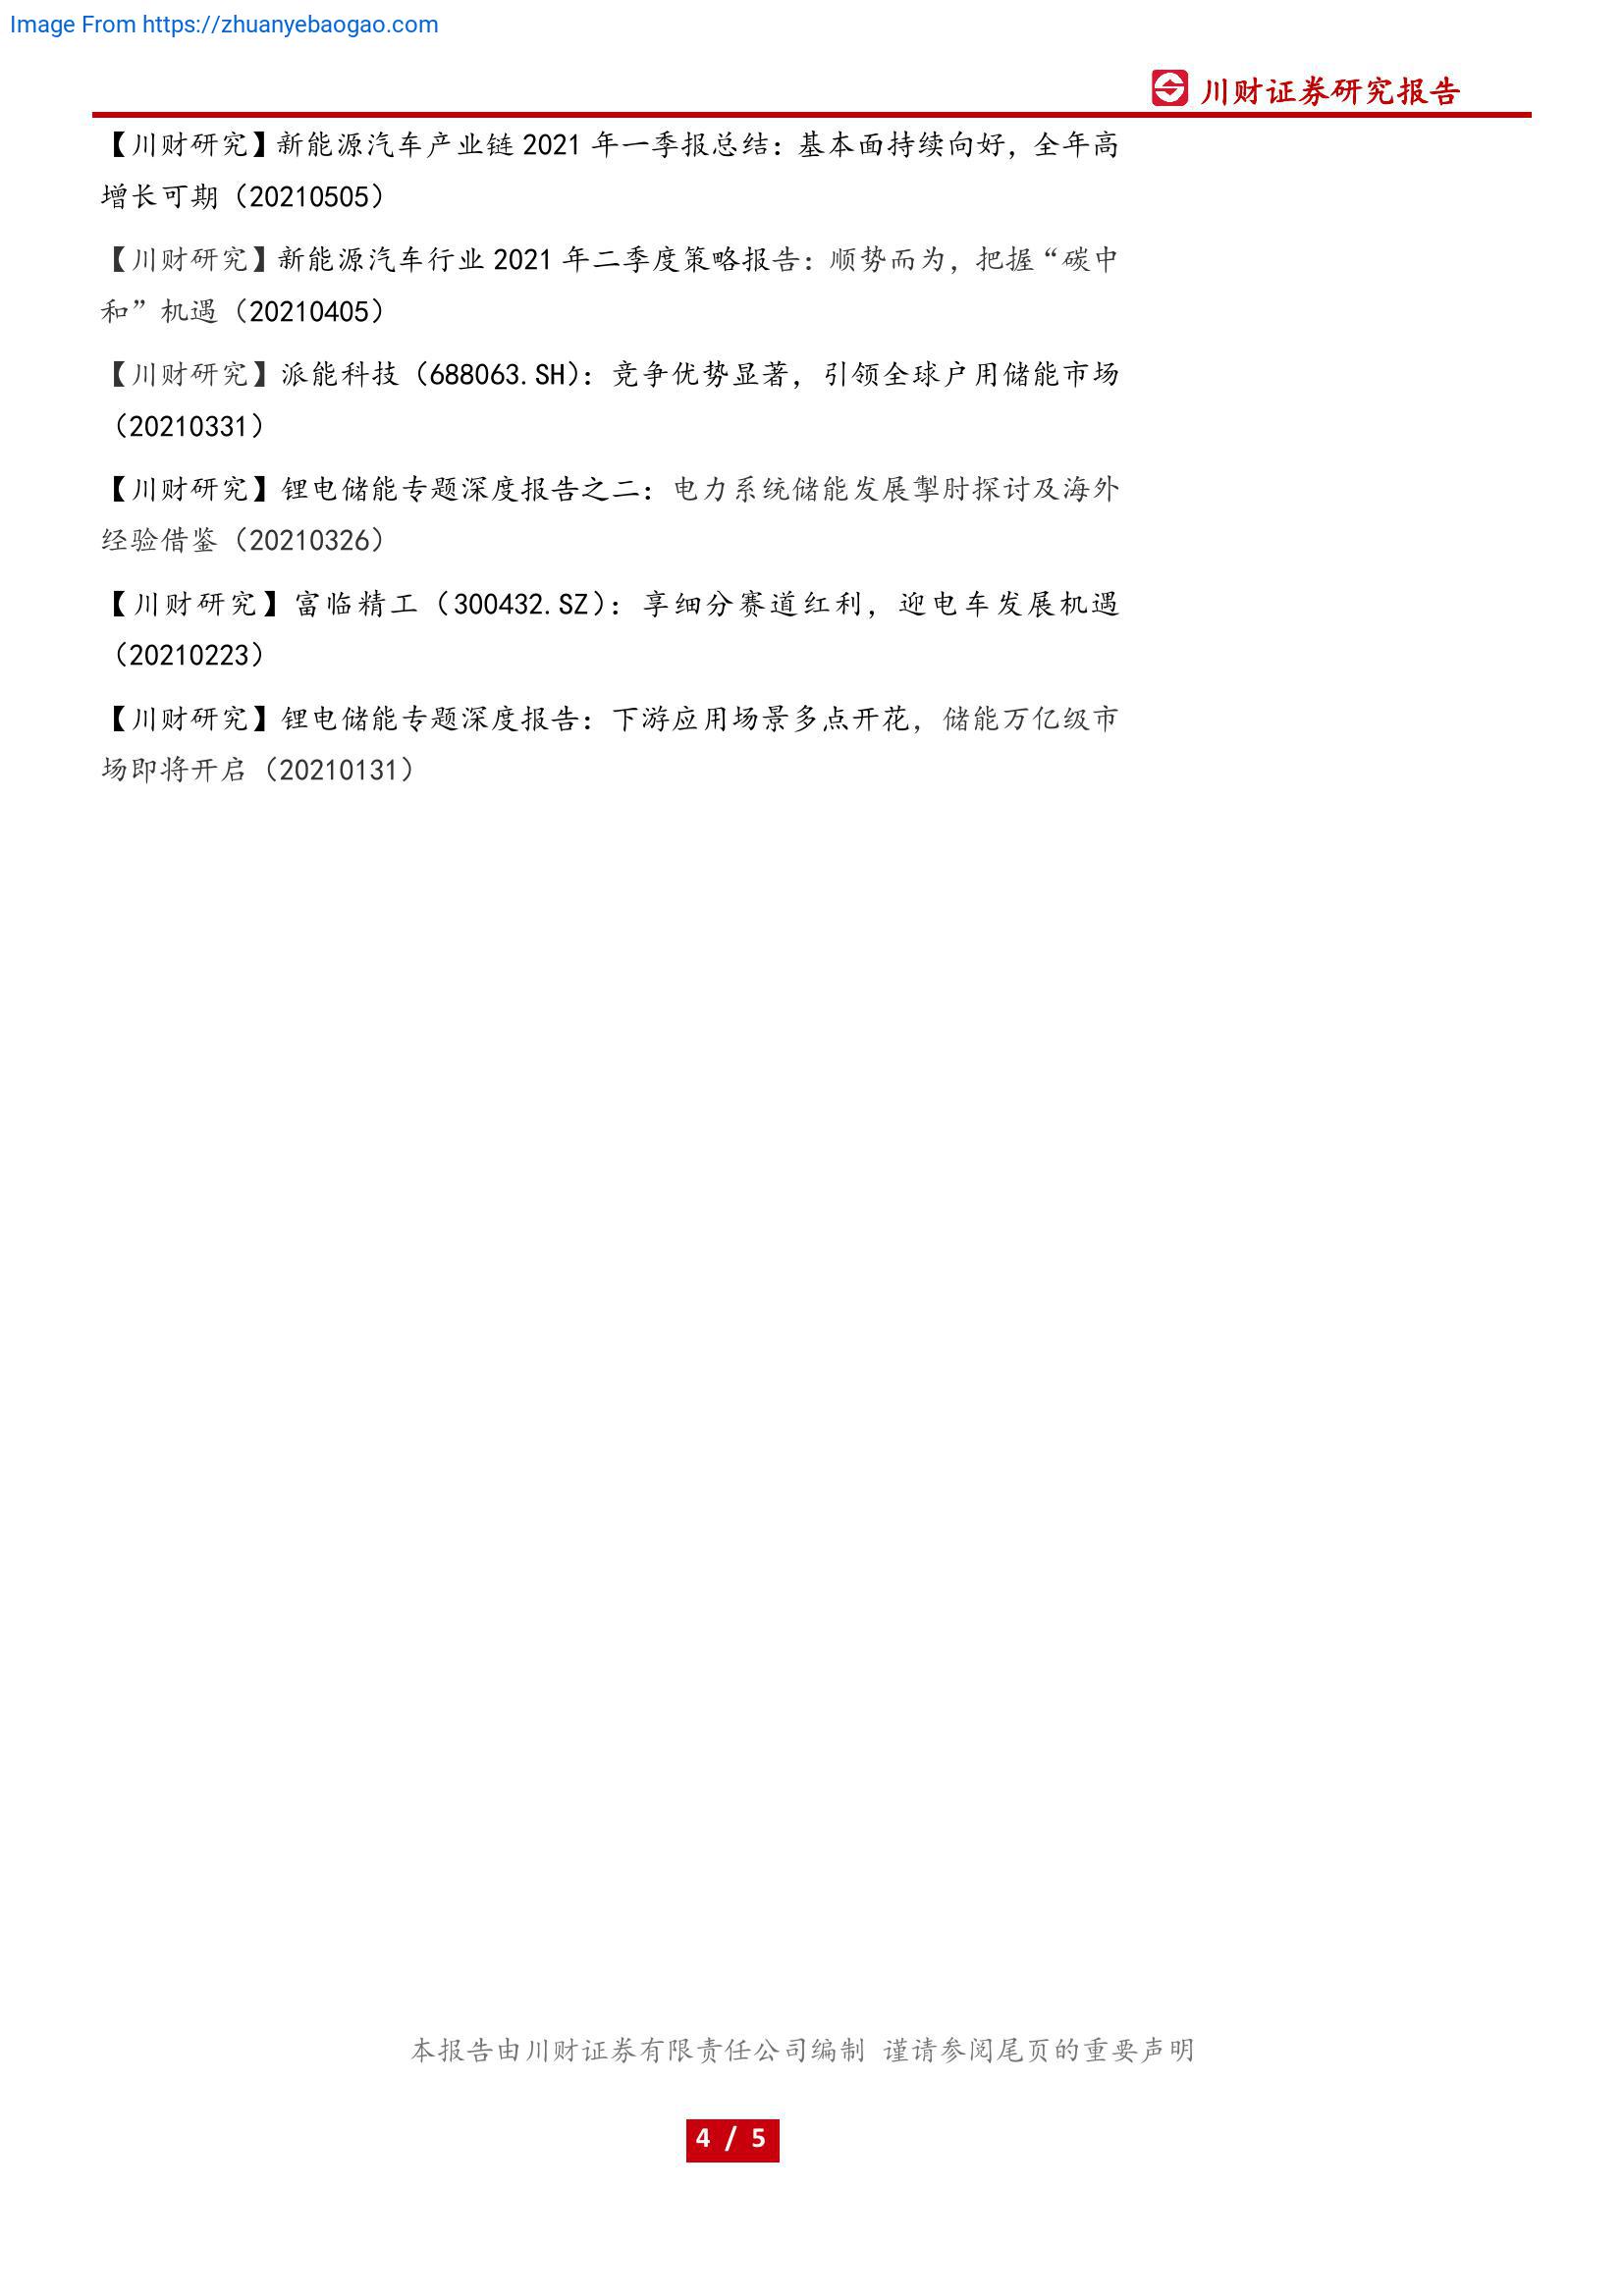 Image From https://zhuanyebaogao.com
川财证券研究报告
【川财研究】新能源汽车产业链 2021 年一季报总结：基本面持续向好，全年高
增长可期（20210505）
【川财研究】新能源汽车行业 2021 年二季度策略报告：顺势而为，把握“碳中
和”机遇（20210405）
【川财研究】派能科技（688063.SH）：竞争优势显著，引领全球户用储能市场
（20210331）
【川财研究】锂电储能专题深度报告之二：电力系统储能发展掣肘探讨及海外
经验借鉴（20210326）
【川财研究】富临精工（300432.SZ）：享细分赛道红利，迎电车发展机遇
（20210223）
【川财研究】锂电储能专题深度报告：下游应用场景多点开花，储能万亿级市
场即将开启（20210131）
本报告由川财证券有限责任公司编制 谨请参阅尾页的重要声明
4 / 5